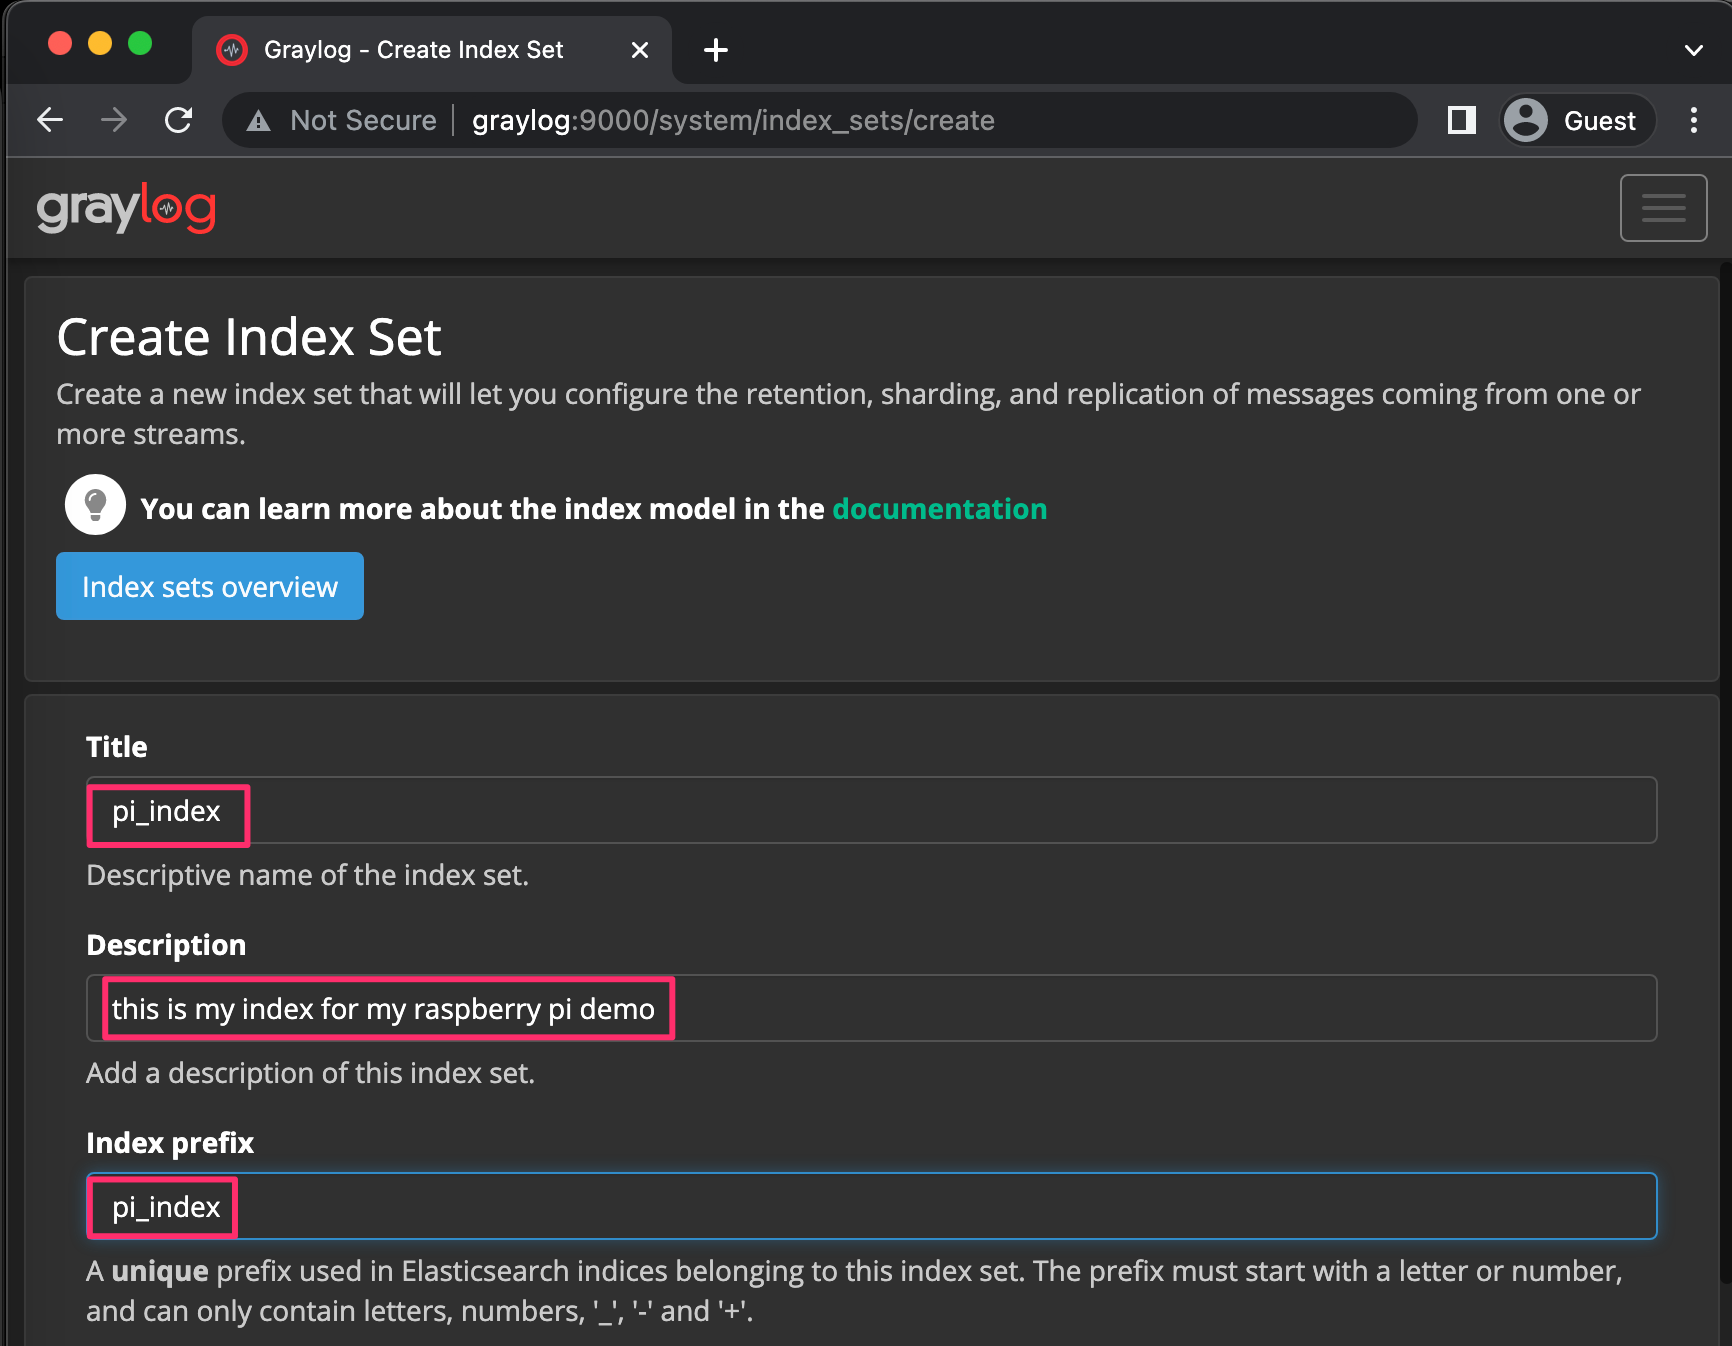 Graylog - Create Index Set
Not Secure graylog:9000/system/index_sets/create Guest
graylog
Create Index Set
Create a new index set that will let you configure the retention, sharding, and replication of messages coming from one or
more streams.
You can learn more about the index model in the documentation
Index sets overview
Title
pi_index
Descriptive name of the index set.
Description
this is my index for my raspberry pi demo
Add a description of this index set.
Index prefix
pi_index
A unique prefix used in Elasticsearch indices belonging to this index set. The prefix must start with a letter or number,
and can only contain letters, numbers, '_', '-' and '+'.